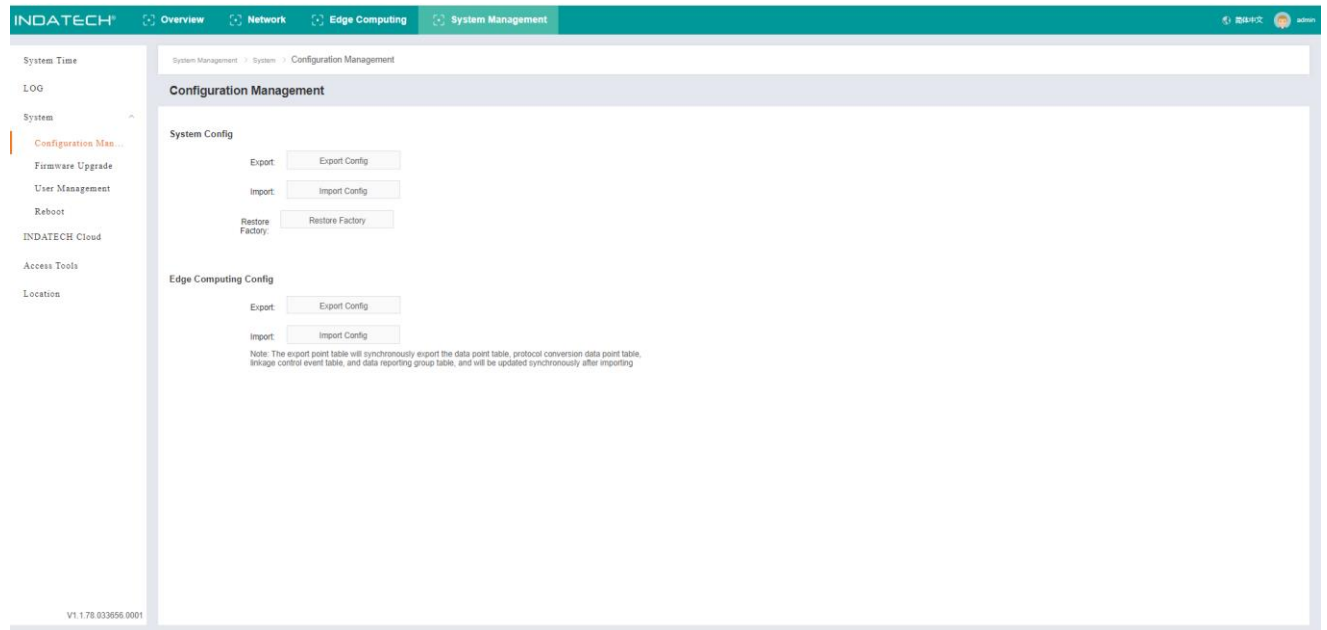 INDATECH® Overview Network Edge Computing System Management 简体中文 admin
System Time
LOG
System
Configuration Man...
Firmware Upgrade
User Management
Reboot
INDATECH Cloud
Access Tools
Location
V1.1.78.033656.0001
System Management > System > Configuration Management
Configuration Management
System Config
Export: Export Config
Import: Import Config
Restore
Factory: Restore Factory
Edge Computing Config
Export: Export Config
Import: Import Config
Note: The export point table will synchronously export the data point table, protocol conversion data point table,
linkage control event table, and data reporting group table, and will be updated synchronously after importing